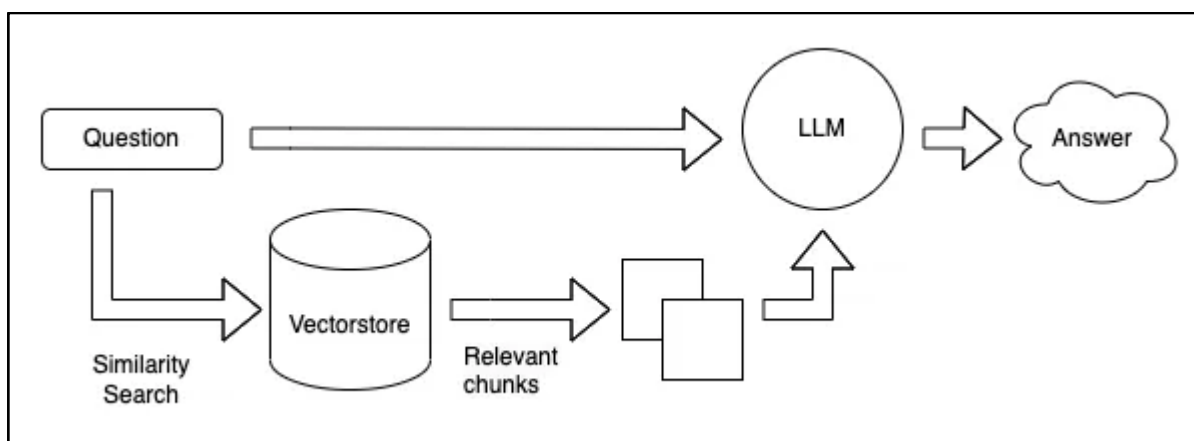 Question
LLM
Answer
Vectorstore
Similarity
Search
Relevant
chunks